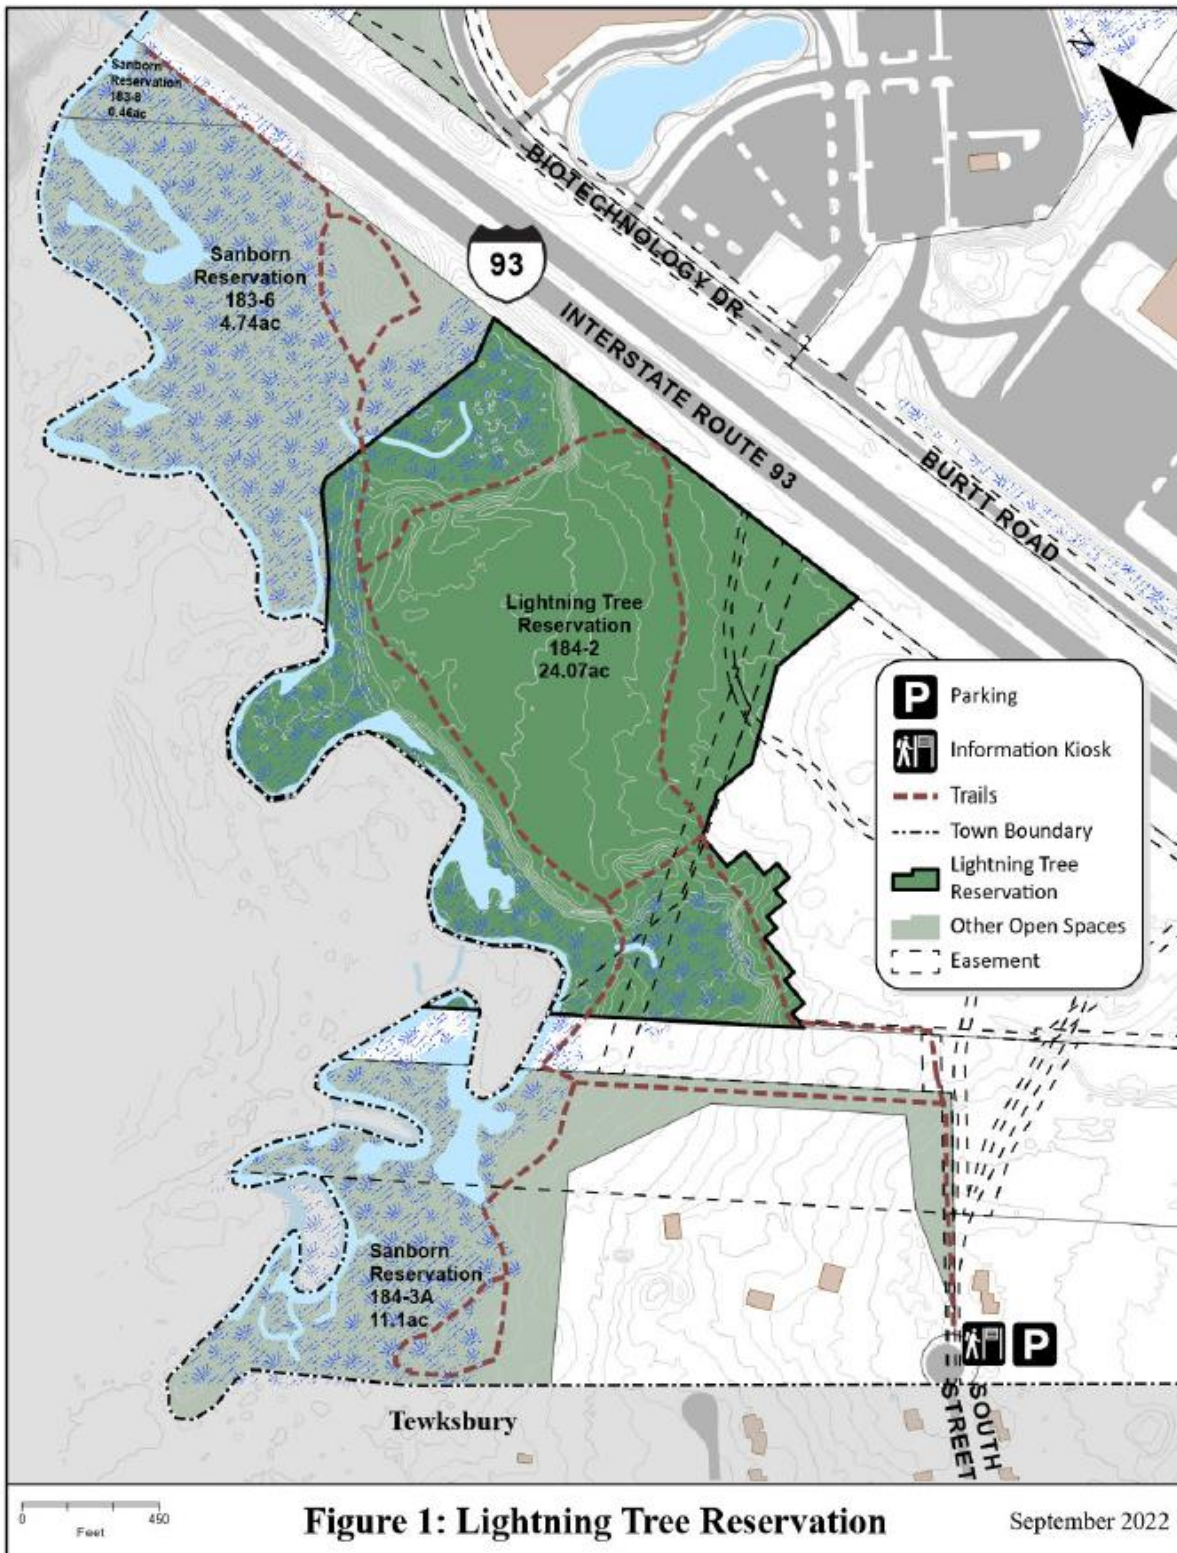 Sanborn
Reservation
183-8
0.46ac
N
BIOTECHNOLOGY DR
Sanborn
Reservation
183-6
4.74ac
93
INTERSTATE ROUTE 93
BURTT ROAD
Lightning Tree
Reservation
184-2
24.07ac
P Parking
Information Kiosk
Trails
Town Boundary
Lightning Tree
Reservation
Other Open Spaces
Easement
Sanborn
Reservation
184-3A
11.1ac
P
SOUTH
STREET
Tewksbury
0 450
Feet
Figure 1: Lightning Tree Reservation
September 2022